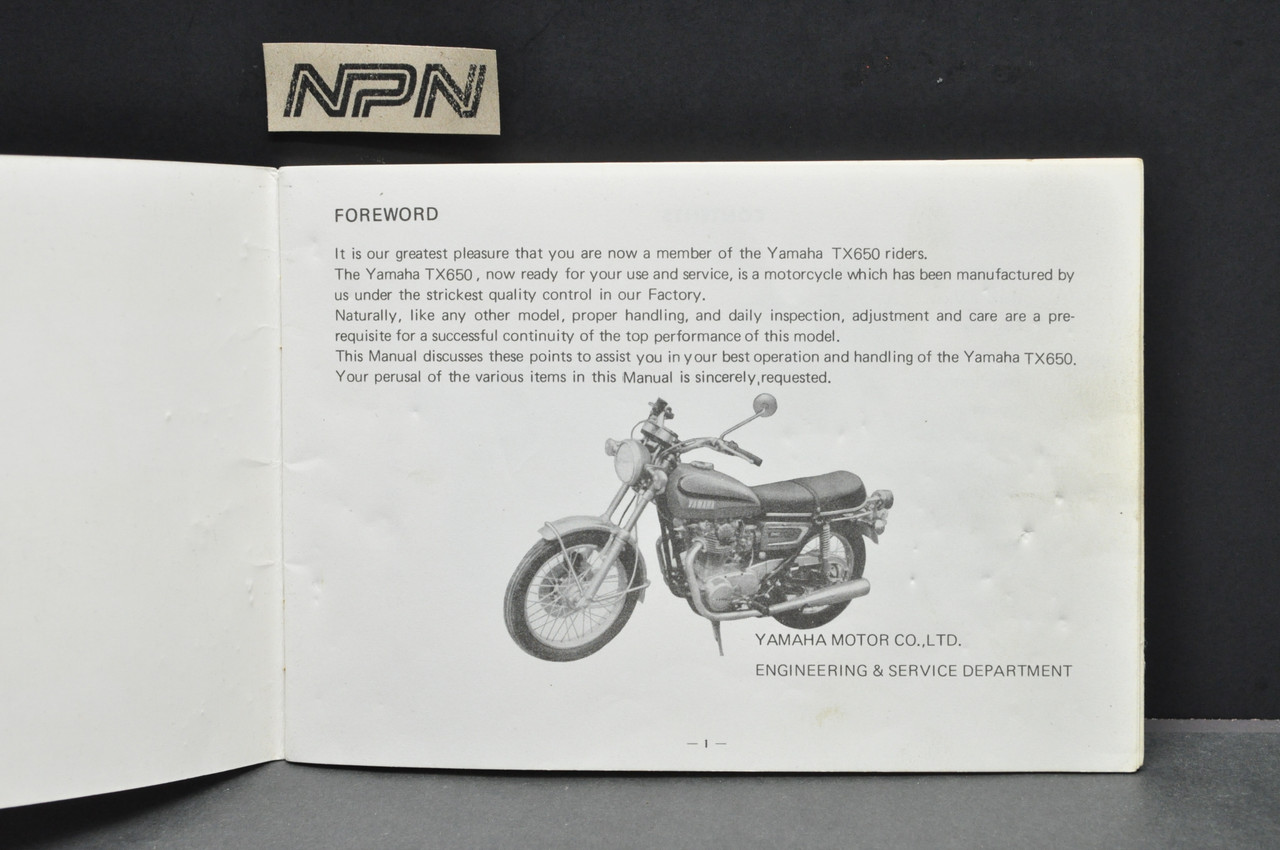 NPN
FOREWORD
It is our greatest pleasure that you are now a member of the Yamaha TX650 riders.
The Yamaha TX650, now ready for your use and service, is a motorcycle which has been manufactured by
us under the strickest quality control in our Factory.
Naturally, like any other model, proper handling, and daily inspection, adjustment and care are a pre-
requisite for a successful continuity of the top performance of this model.
This Manual discusses these points to assist you in your best operation and handling of the Yamaha TX650.
Your perusal of the various items in this Manual is sincerely,requested.
YAMAHA
YAMAHA MOTOR CO.,LTD.
ENGINEERING & SERVICE DEPARTMENT
— 1 —